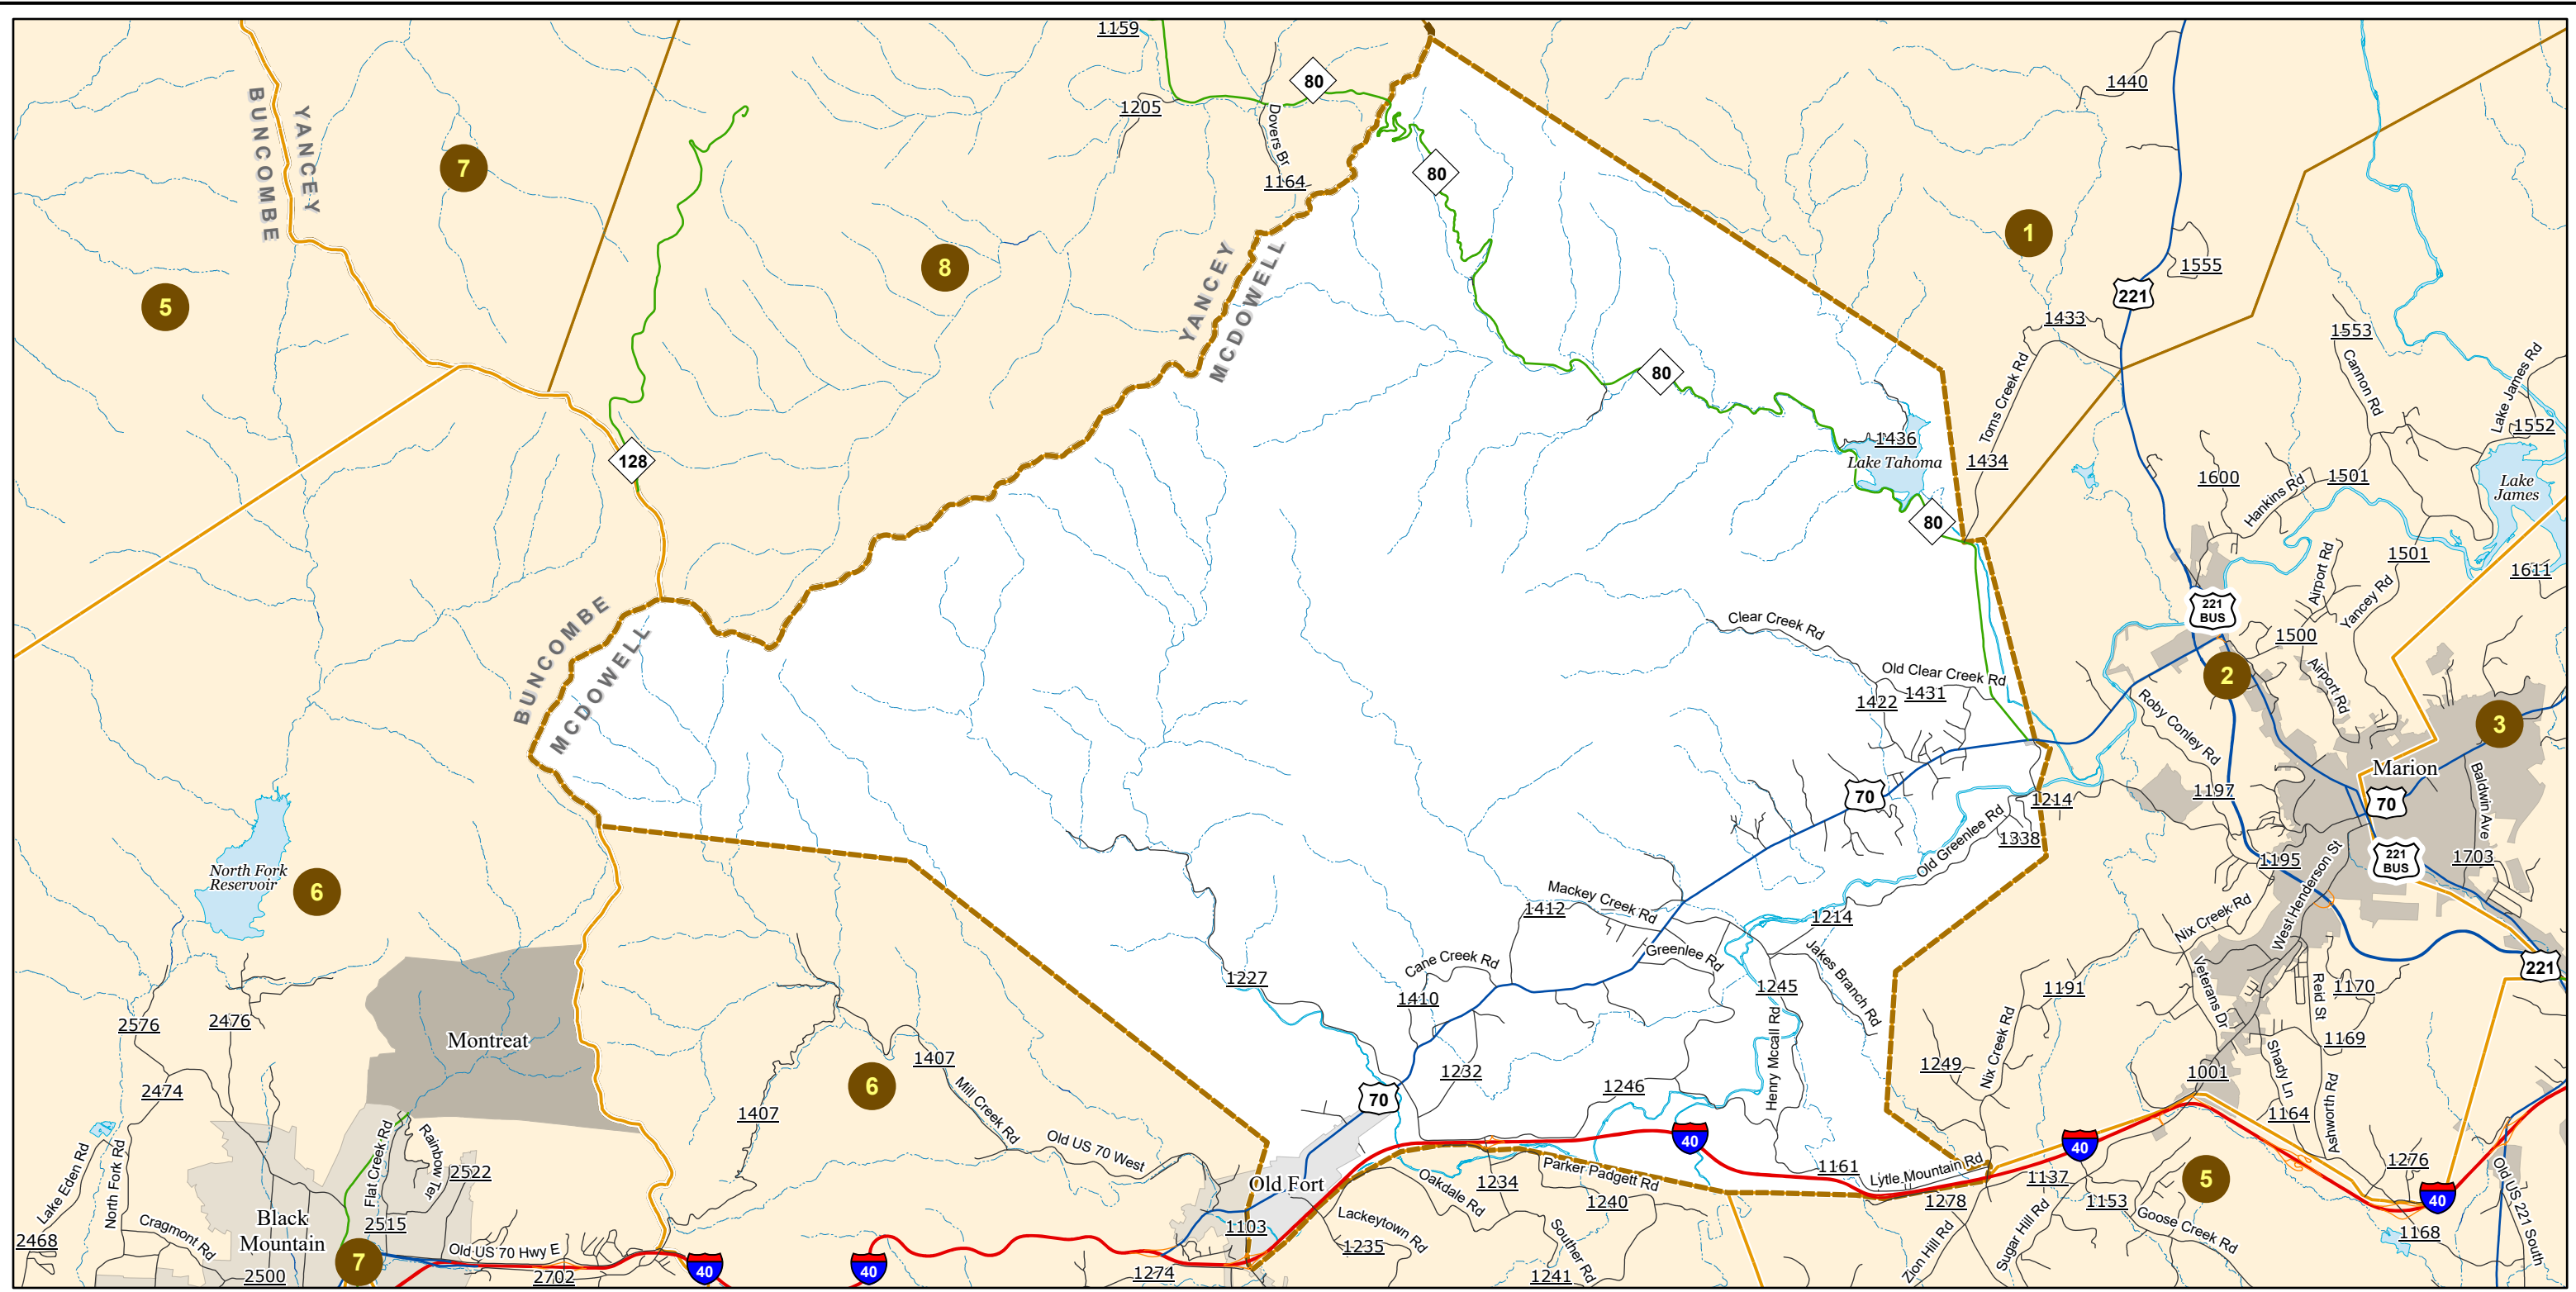 1159
80
1205
Dovers Br
1164
80
1440
BUNCOMBE
YANCEY
7
8
5
1
1555
221
YANCEY
MCDOWELL
1433
1553
Cannon Rd
Lake James Rd
1552
80
Toms Creek Rd
1434
1436
Lake Tahoma
80
128
1600
Hankins Rd
1501
Lake
James
1501
1611
Airport Rd
Yancey Rd
221
BUS
1500
Airport Rd
2
3
BUNCOMBE
MCDOWELL
Clear Creek Rd
Old Clear Creek Rd
1431
1422
Roby Conley Rd
Marion
70
1197
70
1214
Baldwin Ave
1338
Old Greenlee Rd
1195
221
BUS
1703
West Henderson St
North Fork
Reservoir
6
Mackey Creek Rd
1412
1214
Nix Creek Rd
Greenlee Rd
Jakes Branch Rd
Cane Creek Rd
1227
1410
1245
1191
Veterans Dr
Reid St
1170
221
2576
2476
Montreat
1407
6
1232
1246
Henry Mccall Rd
1249
Nix Creek Rd
1169
Shady Ln
1001
2474
1407
Mill Creek Rd
70
1164
Ashworth Rd
Lake Eden Rd
North Fork Rd
Flat Creek Rd
Rainbow Ter
2522
Old US 70 West
40
40
Old Fort
Oakdale Rd
1234
Parker Padgett Rd
1240
1161
Lytle Mountain Rd
1278
1137
1153
5
1276
40
Old US 221 South
Black
Mountain
2515
2468
Cragmont Rd
1103
Lackeytown Rd
1235
Souther Rd
Zion Hill Rd
Sugar Hill Rd
Goose Creek Rd
1168
7
Old US 70 Hwy E
2500
2702
40
40
1274
1241